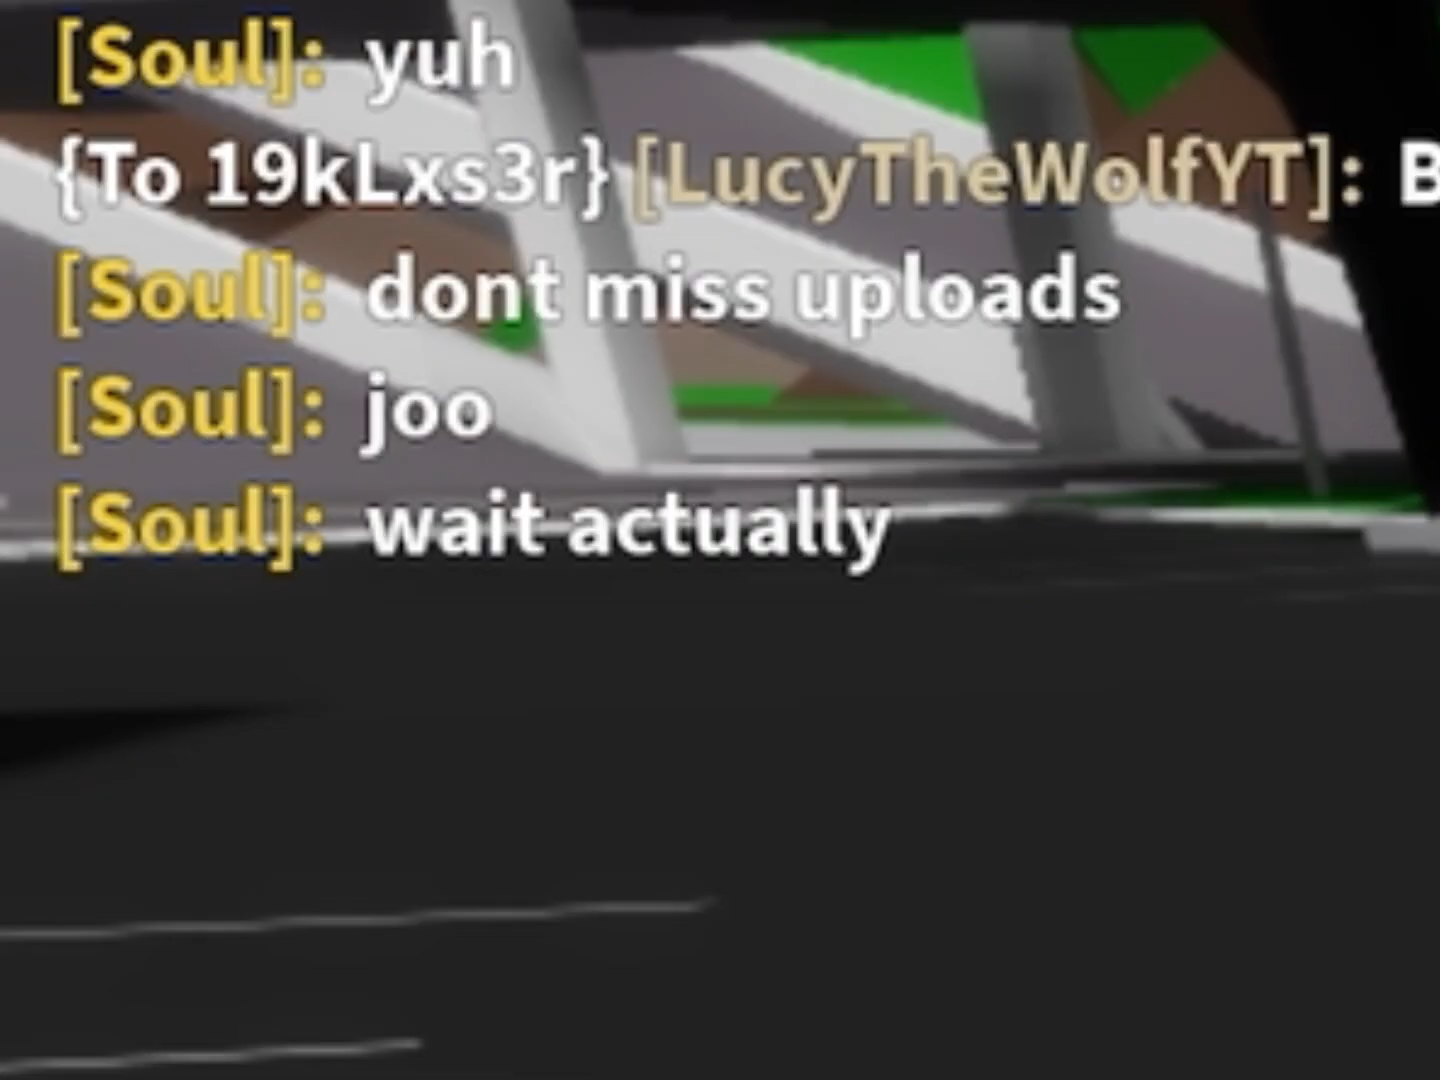 [Soul]: yuh
{To 19kLxs3r} [LucyTheWolfYT]: B
[Soul]: dont miss uploads
[Soul]: joo
[Soul]: wait actually